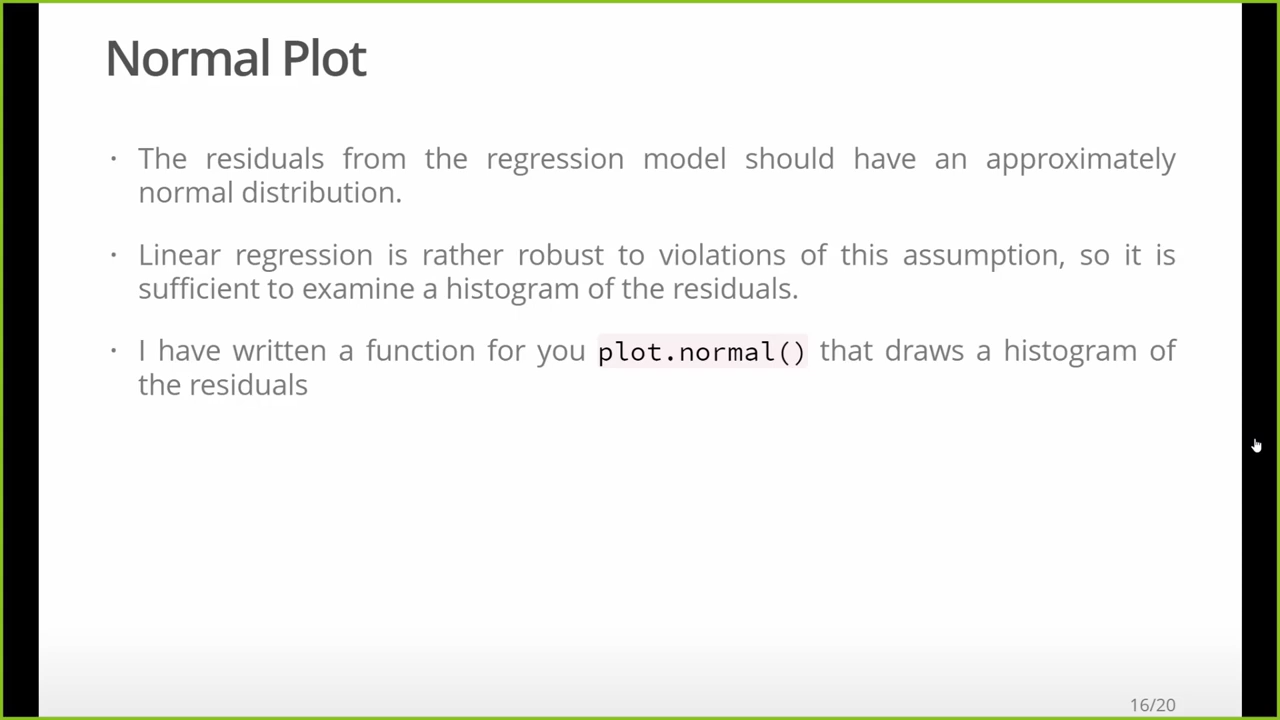 Normal Plot
· The residuals from the regression model should have an approximately
normal distribution.
· Linear regression is rather robust to violations of this assumption, so it is
sufficient to examine a histogram of the residuals.
· I have written a function for you plot.normal() that draws a histogram of
the residuals
16/20